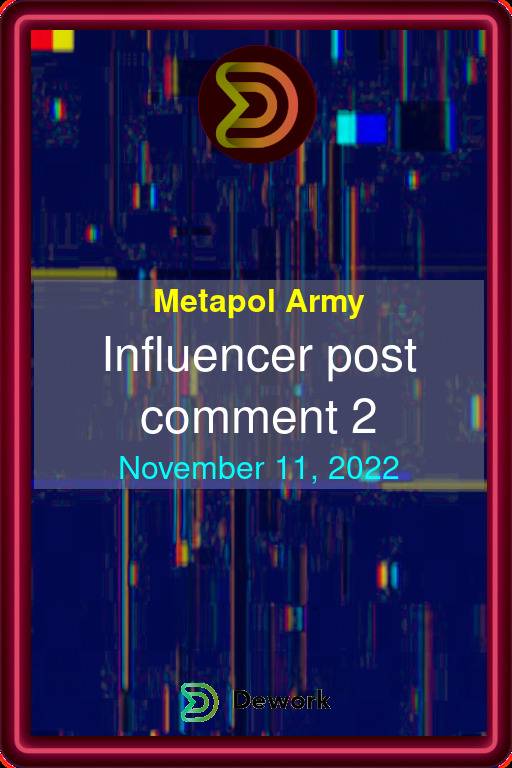 Metapol Army
Influencer post
comment 2
November 11, 2022
Dework